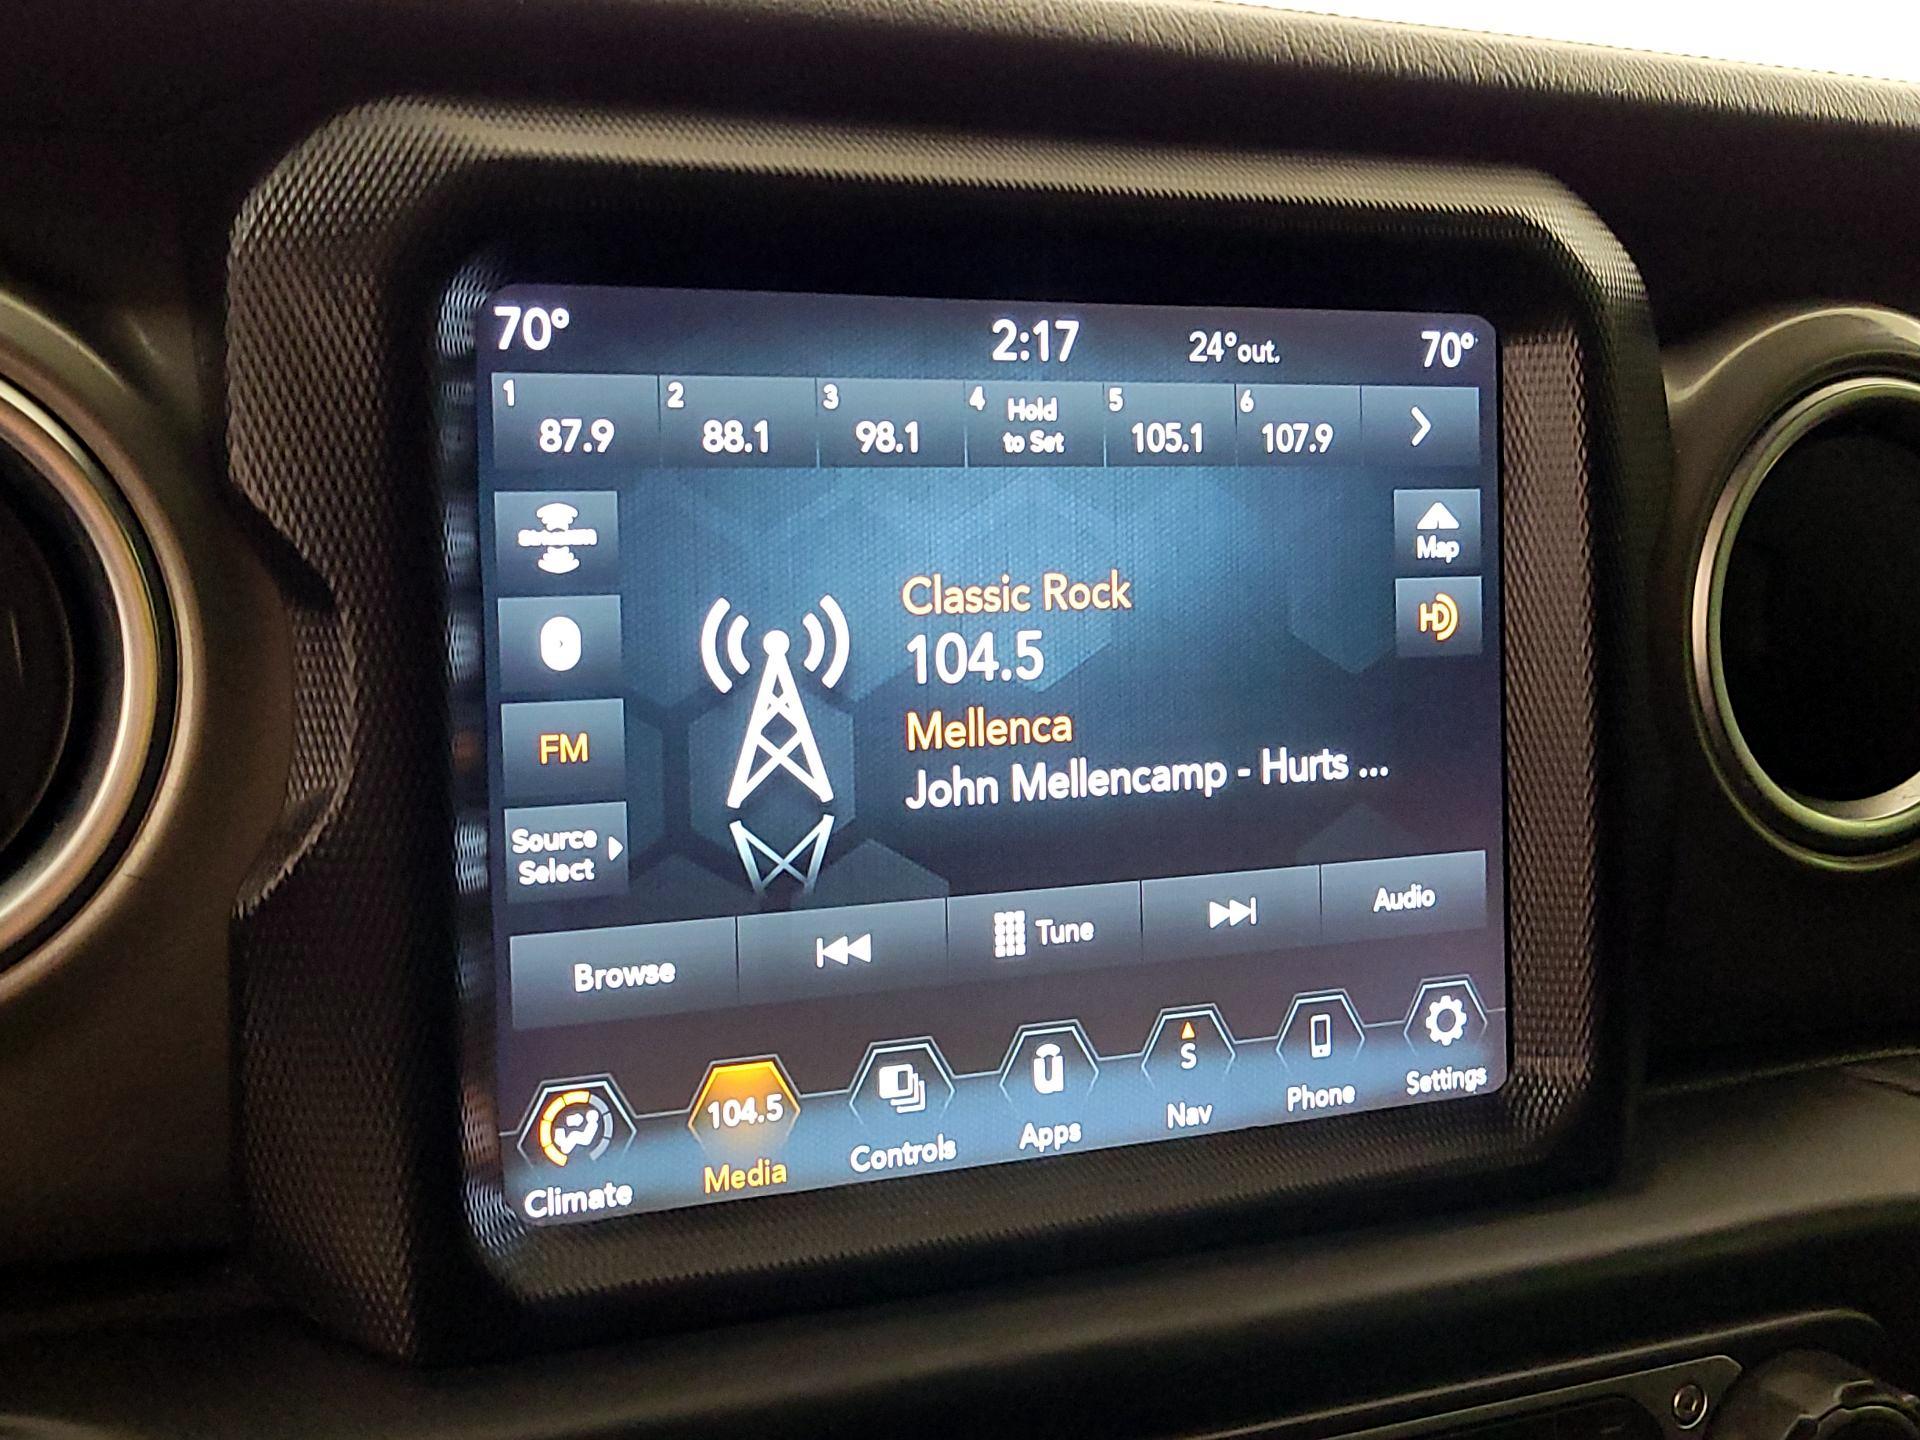 70° 2:17 24° out. 70°
1 2 3 4 Hold 5 6
87.9 88.1 98.1 to Set 105.1 107.9
Map
HD
Classic Rock
104.5
Mellenca
John Mellencamp - Hurts ...
FM
Source
Select
Browse Tune Audio
104.5 S
Climate Media Controls Apps Nav Phone Settings